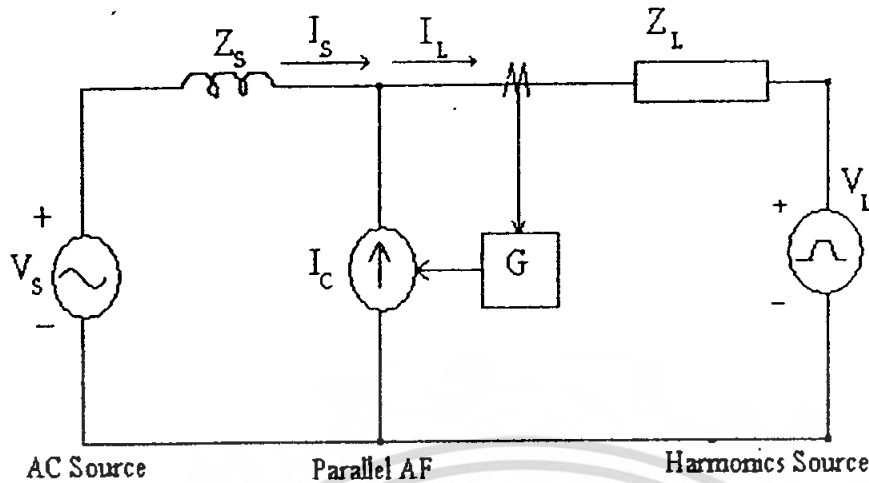 Z_S
I_S
I_L
Z_L
+
V_S
−
I_C
G
+
V_L
-
AC Source
Parallel AF
Harmonics Source